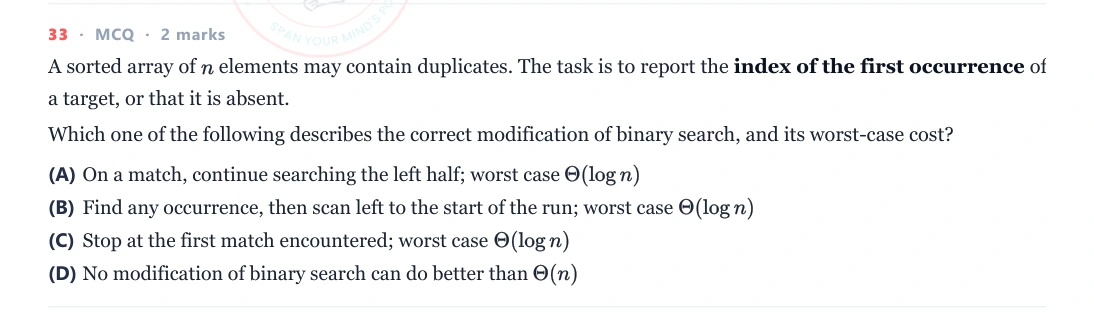 33 · MCQ · 2 marks
SPAN YOUR MIND'S
A sorted array of n elements may contain duplicates. The task is to report the index of the first occurrence of
a target, or that it is absent.
Which one of the following describes the correct modification of binary search, and its worst-case cost?
(A) On a match, continue searching the left half; worst case Θ(log n)
(B) Find any occurrence, then scan left to the start of the run; worst case Θ(log n)
(C) Stop at the first match encountered; worst case Θ(log n)
(D) No modification of binary search can do better than Θ(n)